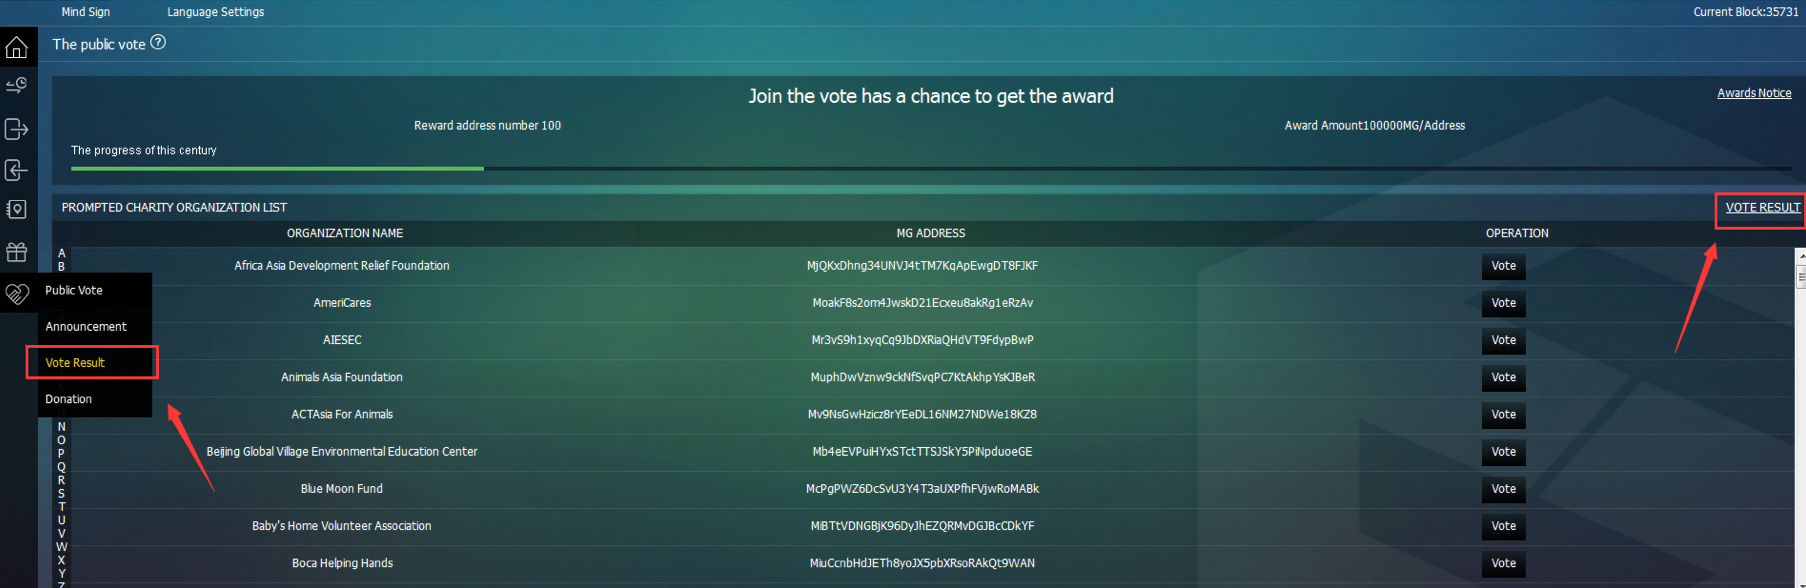 Mind Sign
Language Settings
Current Block:35731
The public vote ?
Join the vote has a chance to get the award
Awards Notice
Reward address number 100
Award Amount100000MG/Address
The progress of this century
PROMPTED CHARITY ORGANIZATION LIST
VOTE RESULT
ORGANIZATION NAME
MG ADDRESS
OPERATION
A
B
Africa Asia Development Relief Foundation
MjQKxDhng34UNVJ4tTM7KqApEwgDT8FJKF
Vote
Public Vote
AmeriCares
MoakF8s2om4JwskD21Ecxeu8akRg1eRzAv
Vote
Announcement
AIESEC
Mr3vS9h1xyqCq9JbDXRiaQHdVT9FdypBwP
Vote
Vote Result
Animals Asia Foundation
MuphDwVznw9ckNfSvqPC7KtAkhpYsKJBeR
Vote
Donation
ACTAsia For Animals
Mv9NsGwHzicz8rYEeDL16NM27NDWe18KZ8
Vote
N
O
P
Q
R
S
T
U
V
W
X
Y
Z
Beijing Global Village Environmental Education Center
Mb4eEVPuiHYxSTctTTSJSkY5PiNpduoeGE
Vote
Blue Moon Fund
McPgPWZ6DcSvU3Y4T3aUXPfhFVjwRoMABk
Vote
Baby's Home Volunteer Association
MiBTtVDNGBjK96DyJhEZQRMvDGJBcCDkYF
Vote
Boca Helping Hands
MiuCcnbHdJETh8yoJX5pbXRsoRAkQt9WAN
Vote